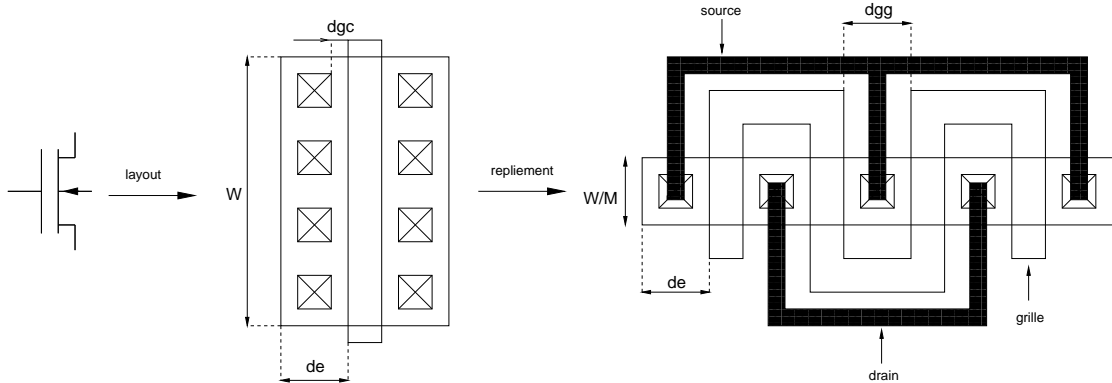 dgc
W
de
layout
repliement
source
dgg
W/M
de
grille
drain